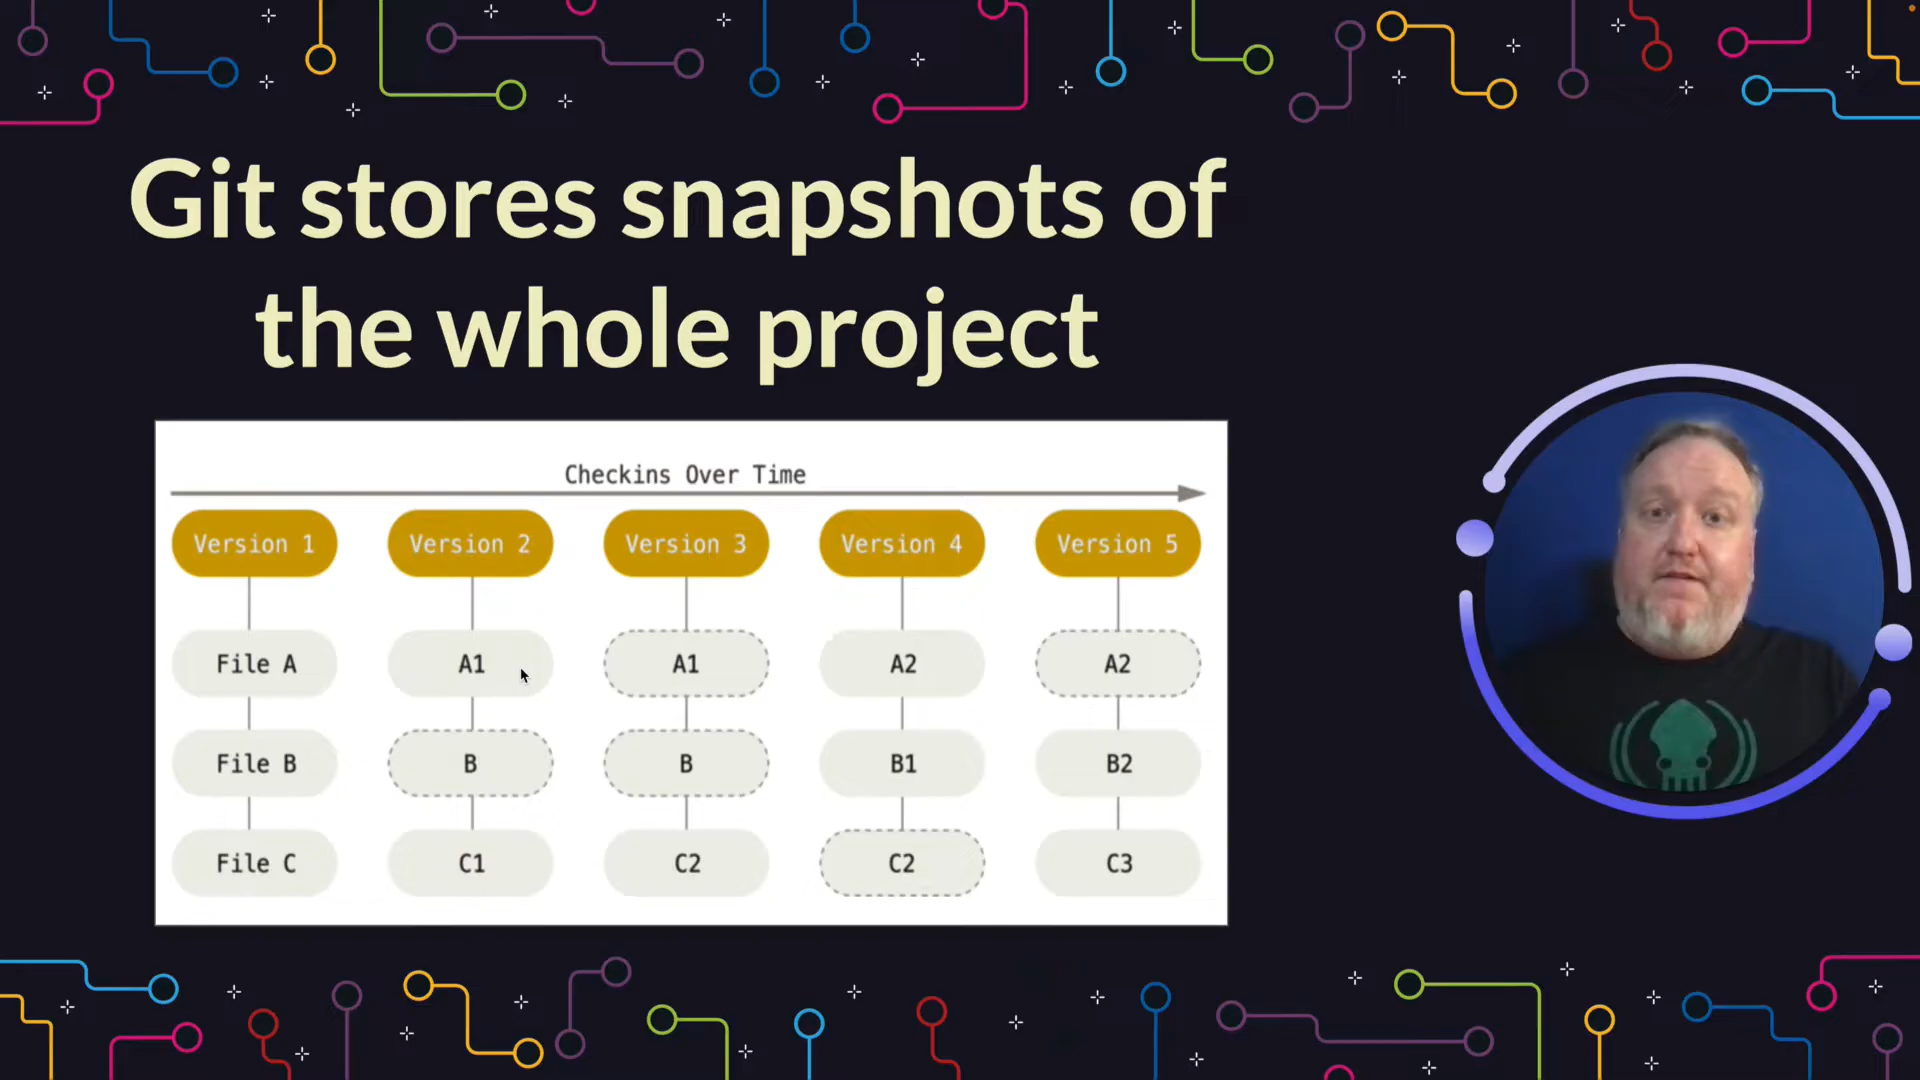 Git stores snapshots of
the whole project
Checkins Over Time
Version 1 Version 2 Version 3 Version 4 Version 5
File A A1 A1 A2 A2
File B B B B1 B2
File C C1 C2 C2 C3